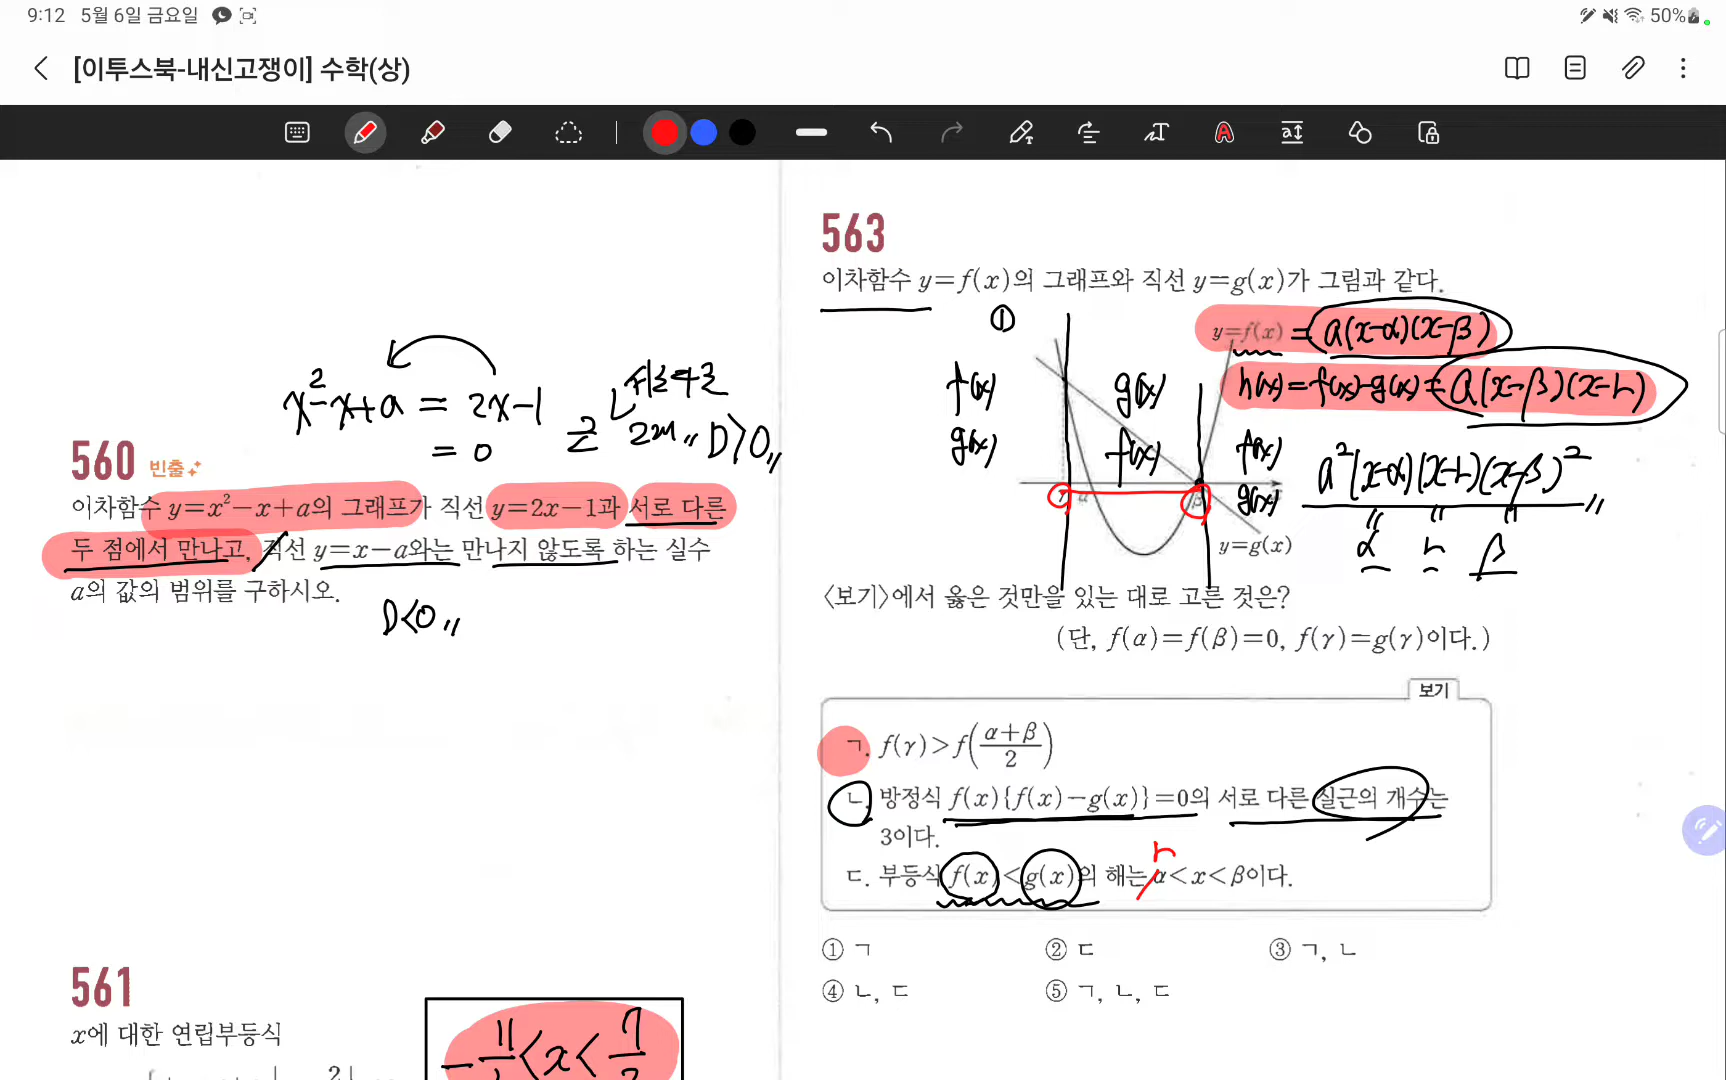 9:12 5월 6일 금요일
50%
[이투스북-내신고쟁이] 수학(상)
x²-x+a = 2x-1
= 0
D>0
560 빈출
이차함수 y=x²-x+a의 그래프가 직선 y=2x-1과 서로 다른
두 점에서 만나고, 직선 y=x-a와는 만나지 않도록 하는 실수
a의 값의 범위를 구하시오.
D<0
561
x에 대한 연립부등식
563
이차함수 y=f(x)의 그래프와 직선 y=g(x)가 그림과 같다.
①
y=f(x) = a(x-α)(x-β)
h(x)=f(x)-g(x)=a(x-β)(x-r)
f(x) g(x)
g(x) f(x) f(x)
g(x)
a²(x-α)(x-r)(x-β)²
α r β
γ α β
y=g(x)
<보기>에서 옳은 것만을 있는 대로 고른 것은?
(단, f(α)=f(β)=0, f(γ)=g(γ)이다.)
보기
ㄱ. f(γ)>f((α+β)/2)
ㄴ. 방정식 f(x){f(x)-g(x)}=0의 서로 다른 실근의 개수는
3이다.
r
ㄷ. 부등식 f(x)<g(x)의 해는 α<x<β이다.
① ㄱ ② ㄷ ③ ㄱ, ㄴ
④ ㄴ, ㄷ ⑤ ㄱ, ㄴ, ㄷ